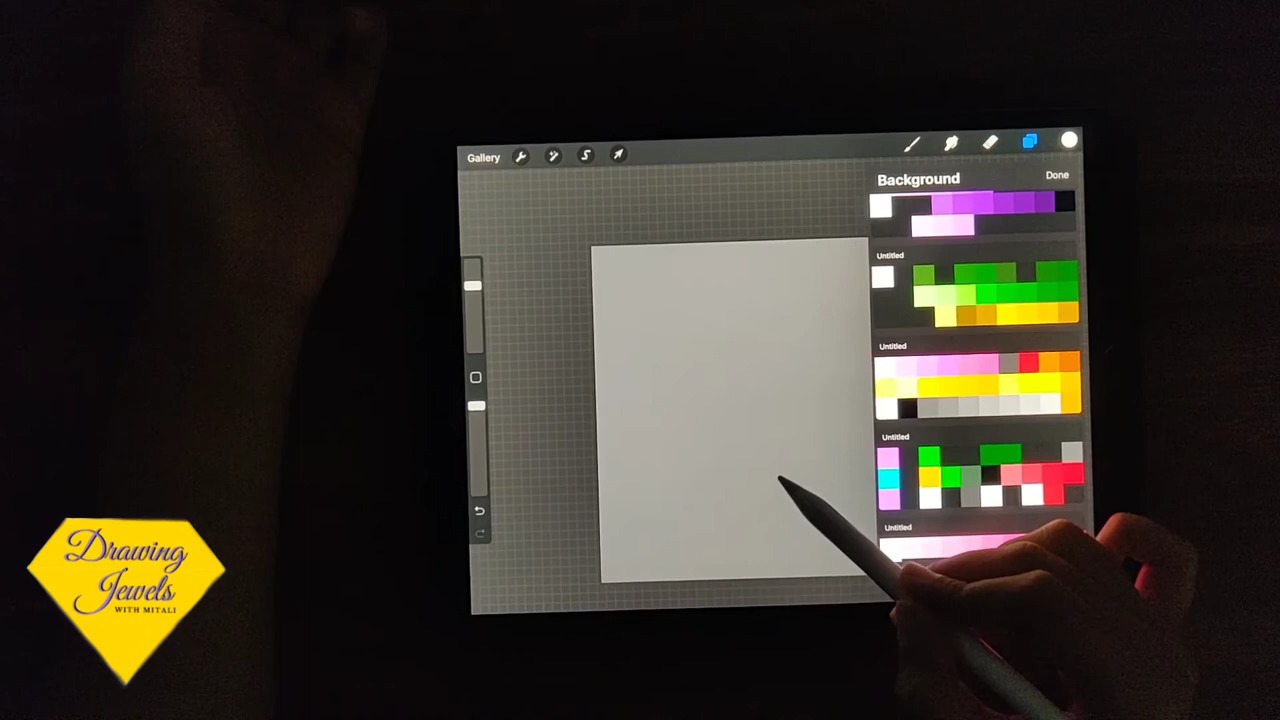 Gallery
Background
Done
Untitled
Untitled
Untitled
Untitled
Drawing
Jewels
WITH MITALI